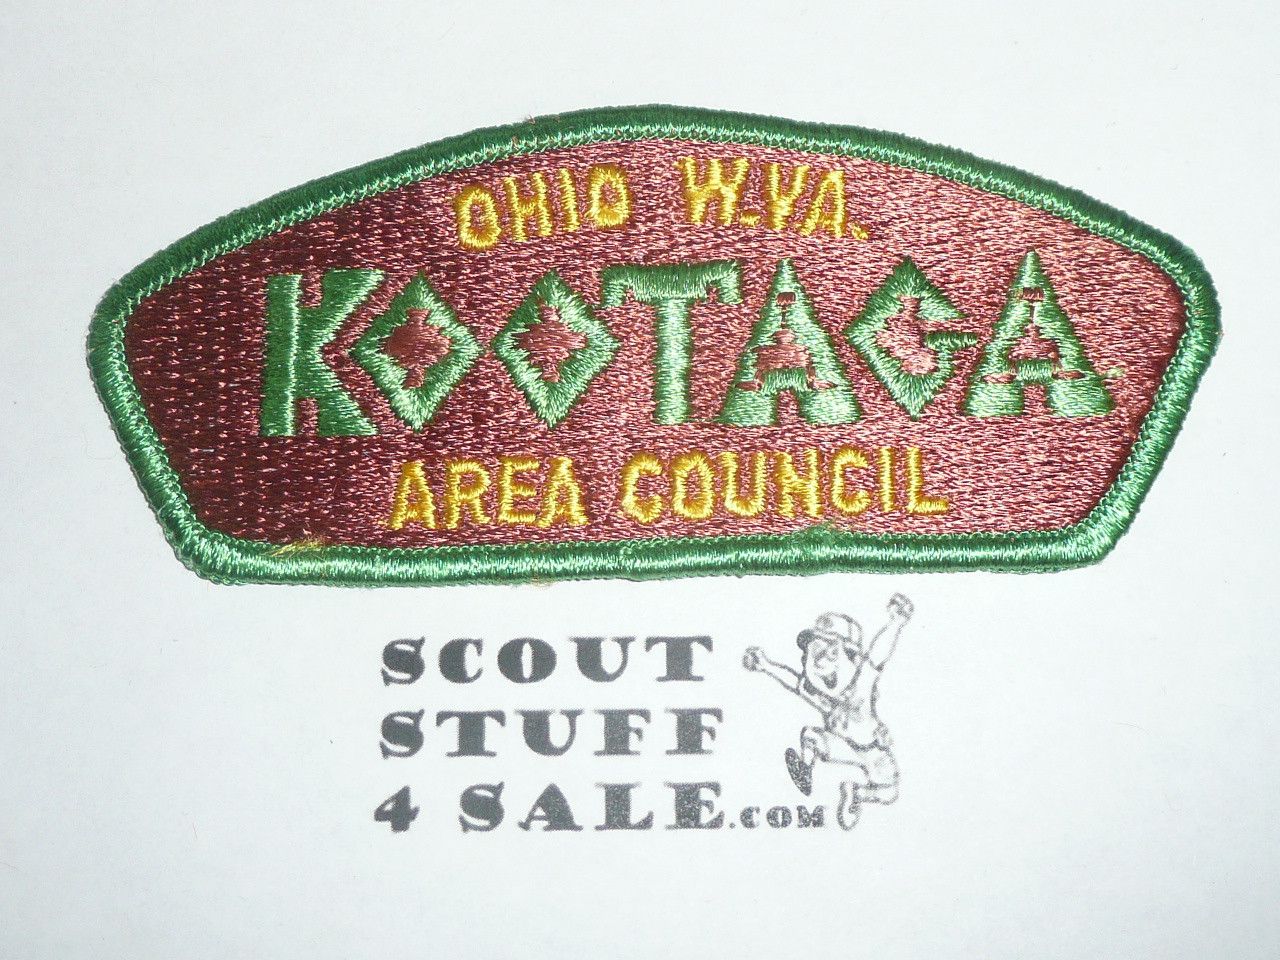 OHIO W.VA.
KOOTAGA
AREA COUNCIL
SCOUT
STUFF
4 SALE.COM